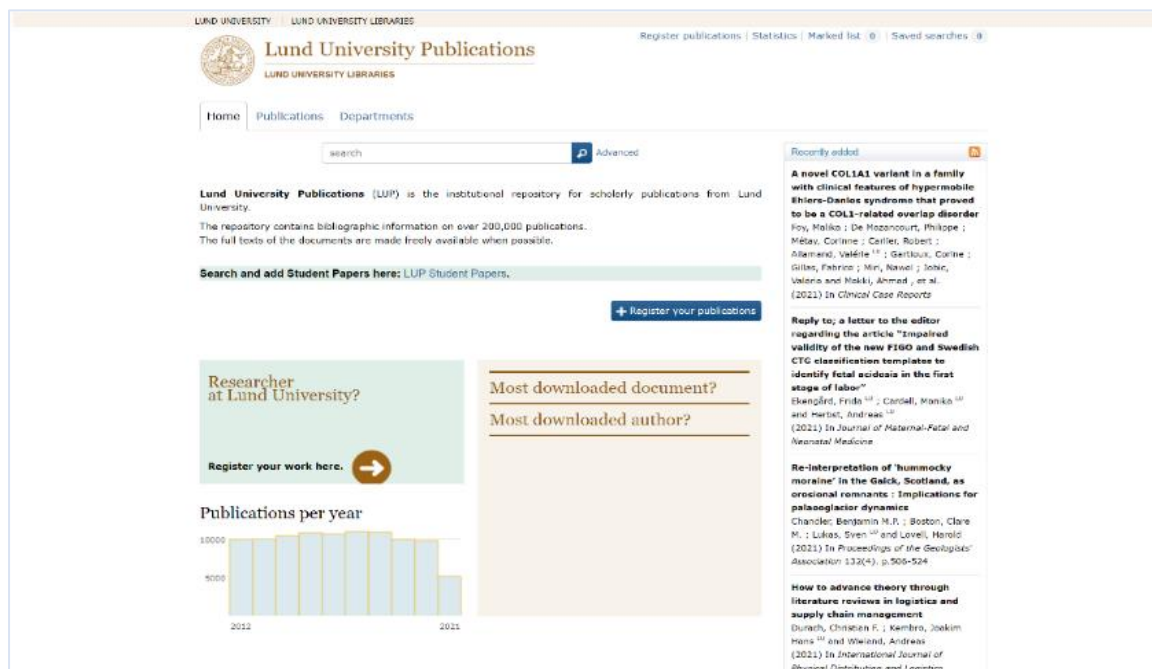 LUND UNIVERSITY | LUND UNIVERSITY LIBRARIES
Lund University Publications
LUND UNIVERSITY LIBRARIES
Register publications | Statistics | Marked list 0 | Saved searches 0
Home Publications Departments
search
Advanced
Lund University Publications (LUP) is the institutional repository for scholarly publications from Lund
University.
The repository contains bibliographic information on over 200,000 publications.
The full texts of the documents are made freely available when possible.
Search and add Student Papers here: LUP Student Papers.
+ Register your publications
Researcher
at Lund University?
Register your work here.
Most downloaded document?
Most downloaded author?
Publications per year
10000
5000
2012 2021
Recently added
A novel COL1A1 variant in a family
with clinical features of hypermobile
Ehlers-Danlos syndrome that proved
to be a COL1-related overlap disorder
Foy, Malika ; De Mazancourt, Philippe ;
Métay, Corinne ; Carlier, Robert ;
Allamand, Valérie LU ; Gartioux, Corine ;
Gillas, Fabrice ; Miri, Nawel ; Jobic,
Valerie and Mekki, Ahmed , et al.
(2021) In Clinical Case Reports
Reply to; a letter to the editor
regarding the article "Impaired
validity of the new FIGO and Swedish
CTG classification templates to
identify fetal acidosis in the first
stage of labor"
Ekengård, Frida LU ; Cardell, Monika LU
and Herbst, Andreas LU
(2021) In Journal of Maternal-Fetal and
Neonatal Medicine
Re-interpretation of 'hummocky
moraine' in the Gaick, Scotland, as
erosional remnants : Implications for
palaeoglacier dynamics
Chandler, Benjamin M.P. ; Boston, Clare
M. ; Lukas, Sven LU and Lovell, Harold
(2021) In Proceedings of the Geologists'
Association 132(4). p.506-524
How to advance theory through
literature reviews in logistics and
supply chain management
Durach, Christian F. ; Kembro, Joakim
Hans LU and Wieland, Andreas
(2021) In International Journal of
Physical Distribution and Logistics